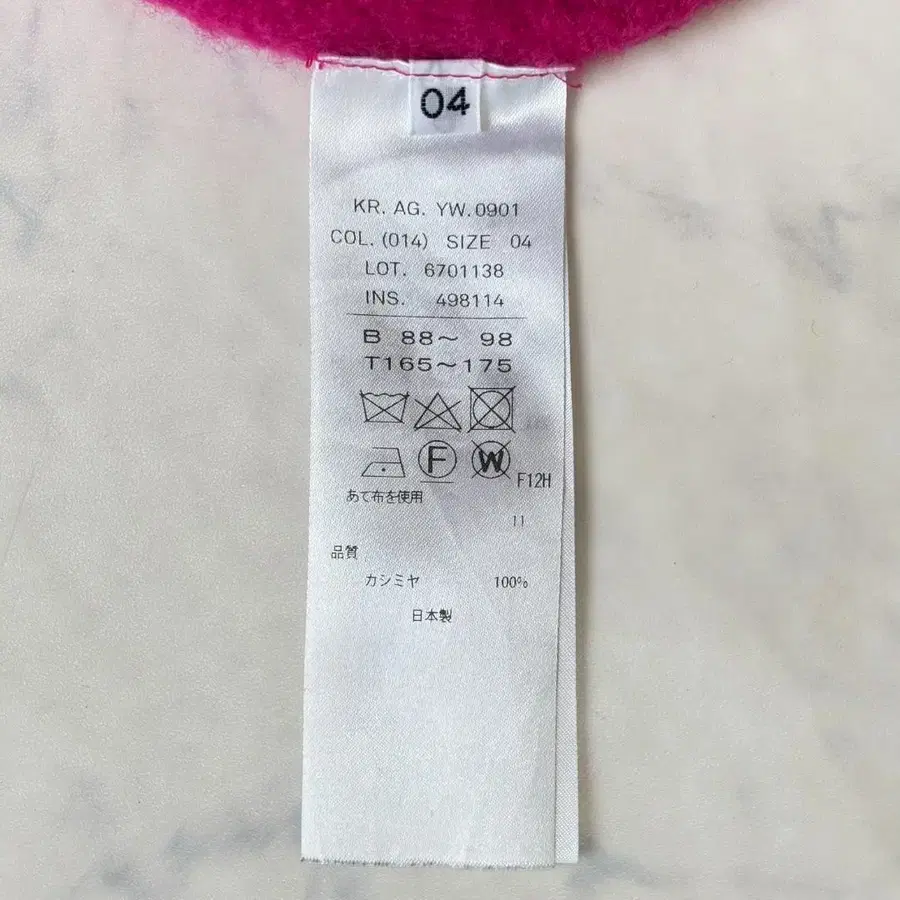 04
KR. AG. YW.0901
COL. (014) SIZE 04
LOT. 6701138
INS. 498114
B 88～ 98
T165～175
F W F12H
あて布を使用
11
品質
カシミヤ 100%
日本製